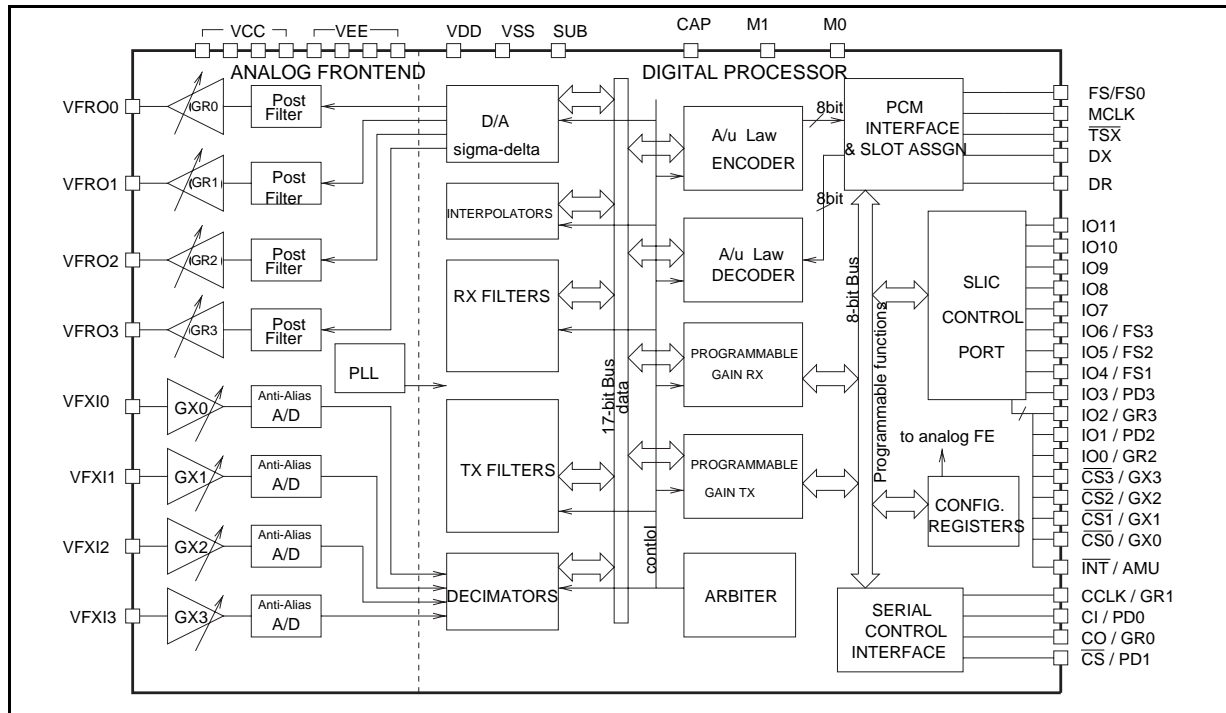 VCC VEE VDD VSS SUB CAP M1 M0
ANALOG FRONTEND DIGITAL PROCESSOR
VFRO0
GR0
Post
Filter
VFRO1
GR1
Post
Filter
VFRO2
GR2
Post
Filter
VFRO3
GR3
Post
Filter
PLL
VFXI0
GX0
Anti-Alias
A/D
VFXI1
GX1
Anti-Alias
A/D
VFXI2
GX2
Anti-Alias
A/D
VFXI3
GX3
Anti-Alias
A/D
D/A
sigma-delta
INTERPOLATORS
RX FILTERS
TX FILTERS
DECIMATORS
17-bit Bus
data
contlol
A/u Law
ENCODER
8bit
A/u Law
DECODER
8bit
PROGRAMMABLE
GAIN RX
PROGRAMMABLE
GAIN TX
ARBITER
8-bit Bus
Programmable functions
PCM
INTERFACE
& SLOT ASSGN
SLIC
CONTROL
PORT
to analog FE
CONFIG.
REGISTERS
SERIAL
CONTROL
INTERFACE
FS/FS0
MCLK
TSX
DX
DR
IO11
IO10
IO9
IO8
IO7
IO6 / FS3
IO5 / FS2
IO4 / FS1
IO3 / PD3
IO2 / GR3
IO1 / PD2
IO0 / GR2
CS3 / GX3
CS2 / GX2
CS1 / GX1
CS0 / GX0
INT / AMU
CCLK / GR1
CI / PD0
CO / GR0
CS / PD1